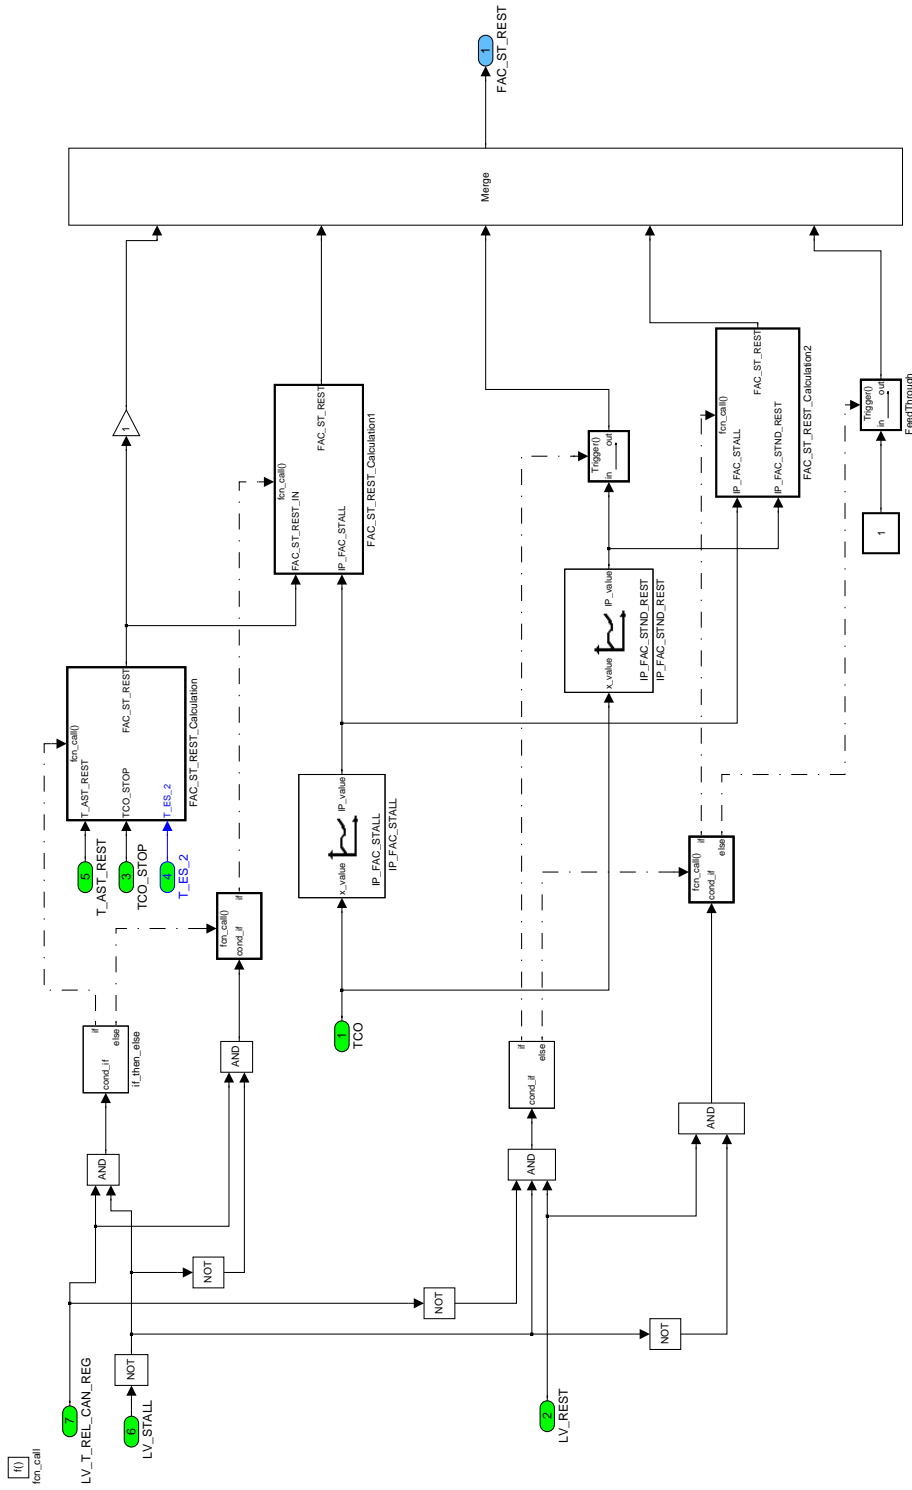 f()
fcn_call
7
LV_T_REL_CAN_REG
6
LV_STALL
2
LV_REST
NOT
NOT
NOT
NOT
AND
AND
AND
AND
cond_if
if
else
if_then_else
fcn_call()
cond_if
if
cond_if
if
else
fcn_call()
cond_if
if
else
5
T_AST_REST
3
TCO_STOP
4
T_ES_2
1
TCO
fcn_call()
T_AST_REST
TCO_STOP
T_ES_2
FAC_ST_REST
FAC_ST_REST_Calculation
x_value
IP_value
IP_FAC_STALL
IP_FAC_STALL
x_value
IP_value
IP_FAC_STND_REST
IP_FAC_STND_REST
1
fcn_call()
FAC_ST_REST_IN
IP_FAC_STALL
FAC_ST_REST
FAC_ST_REST_Calculation1
Trigger()
in
out
fcn_call()
IP_FAC_STALL
IP_FAC_STND_REST
FAC_ST_REST
FAC_ST_REST_Calculation2
1
Trigger()
in
out
FeedThrough
Merge
1
FAC_ST_REST